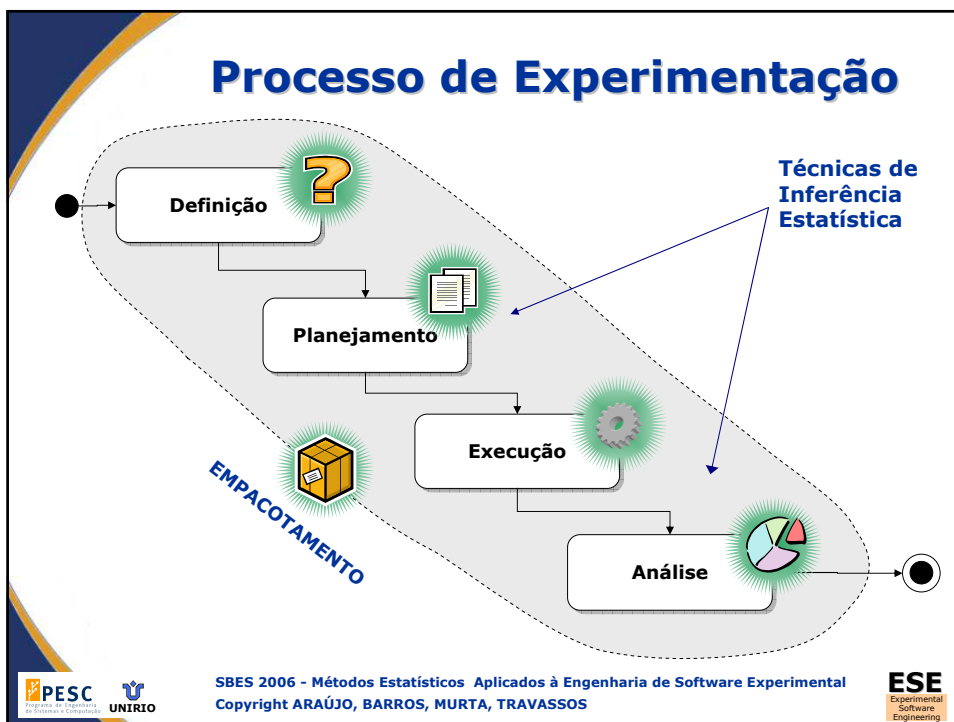 Processo de Experimentação
Técnicas de
Inferência
Estatística
Definição
Planejamento
Execução
EMPACOTAMENTO
Análise
SBES 2006 - Métodos Estatísticos Aplicados à Engenharia de Software Experimental
Copyright ARAÚJO, BARROS, MURTA, TRAVASSOS
PESC
Programa de Engenharia
de Sistemas e Computação
UNIRIO
ESE
Experimental
Software
Engineering